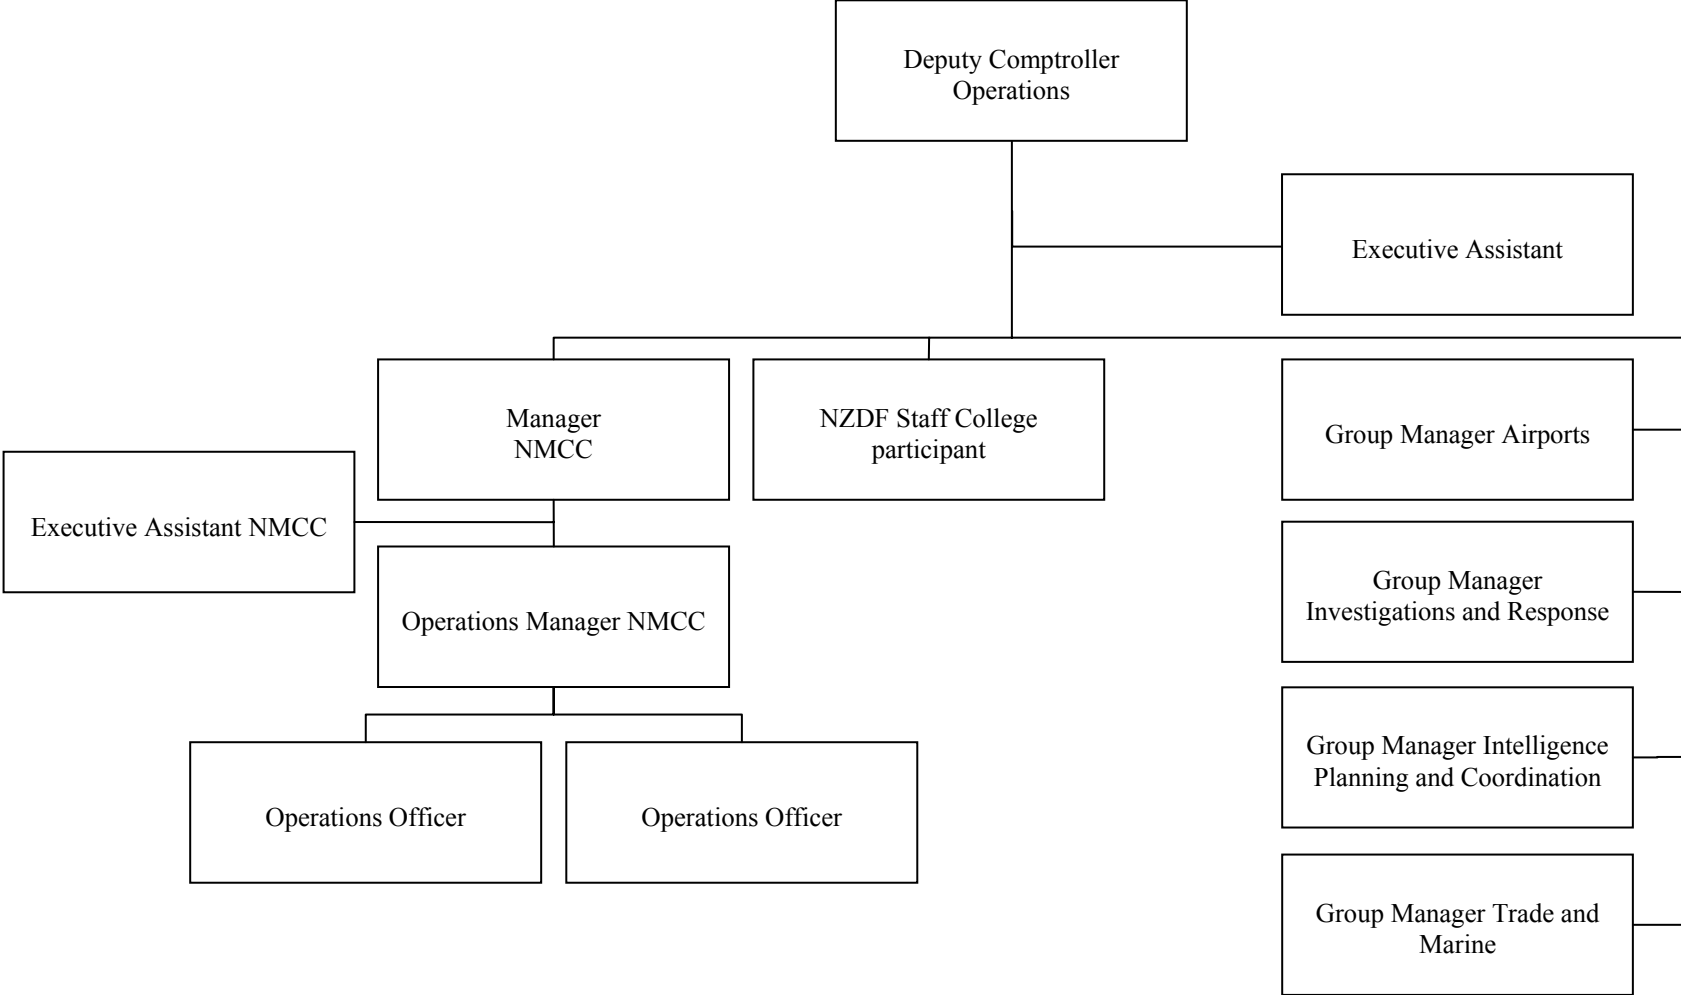 Deputy Comptroller
Operations
Executive Assistant
Manager
NMCC
NZDF Staff College
participant
Group Manager Airports
Executive Assistant NMCC
Group Manager
Investigations and Response
Operations Manager NMCC
Group Manager Intelligence
Planning and Coordination
Operations Officer
Operations Officer
Group Manager Trade and
Marine